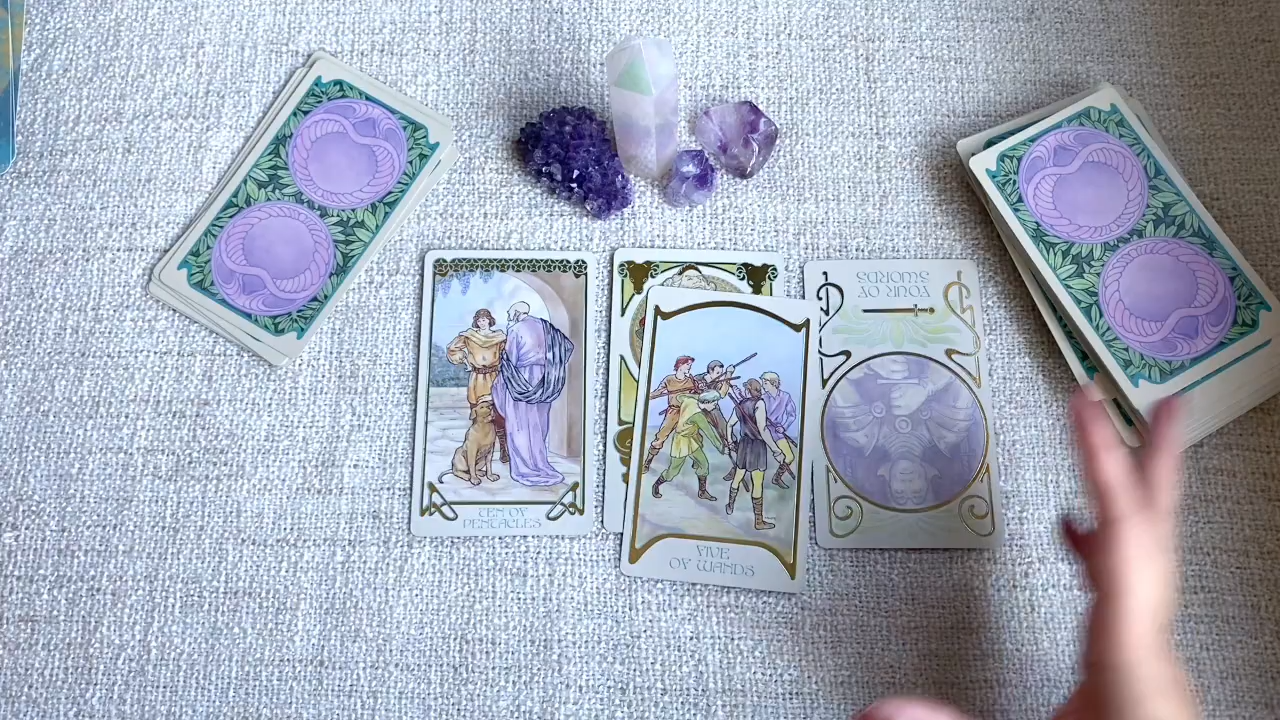 TEN OF
PENTACLES
FIVE
OF WANDS
FOUR OF
SWORDS